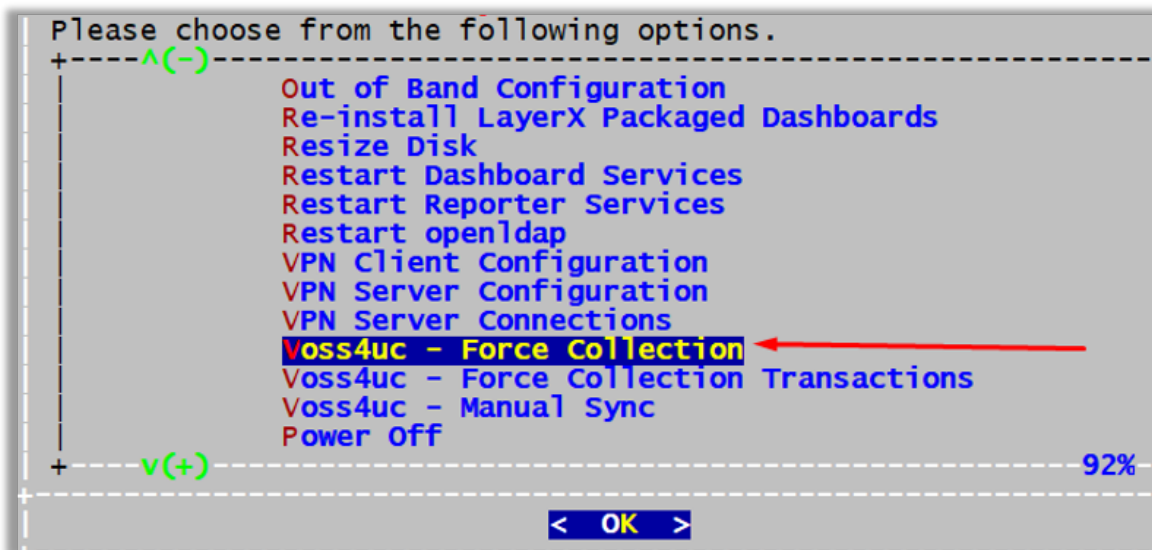 Please choose from the following options.
^(-)
Out of Band Configuration
Re-install LayerX Packaged Dashboards
Resize Disk
Restart Dashboard Services
Restart Reporter Services
Restart openldap
VPN Client Configuration
VPN Server Configuration
VPN Server Connections
Voss4uc - Force Collection
Voss4uc - Force Collection Transactions
Voss4uc - Manual Sync
Power Off
v(+) 92%
< OK >